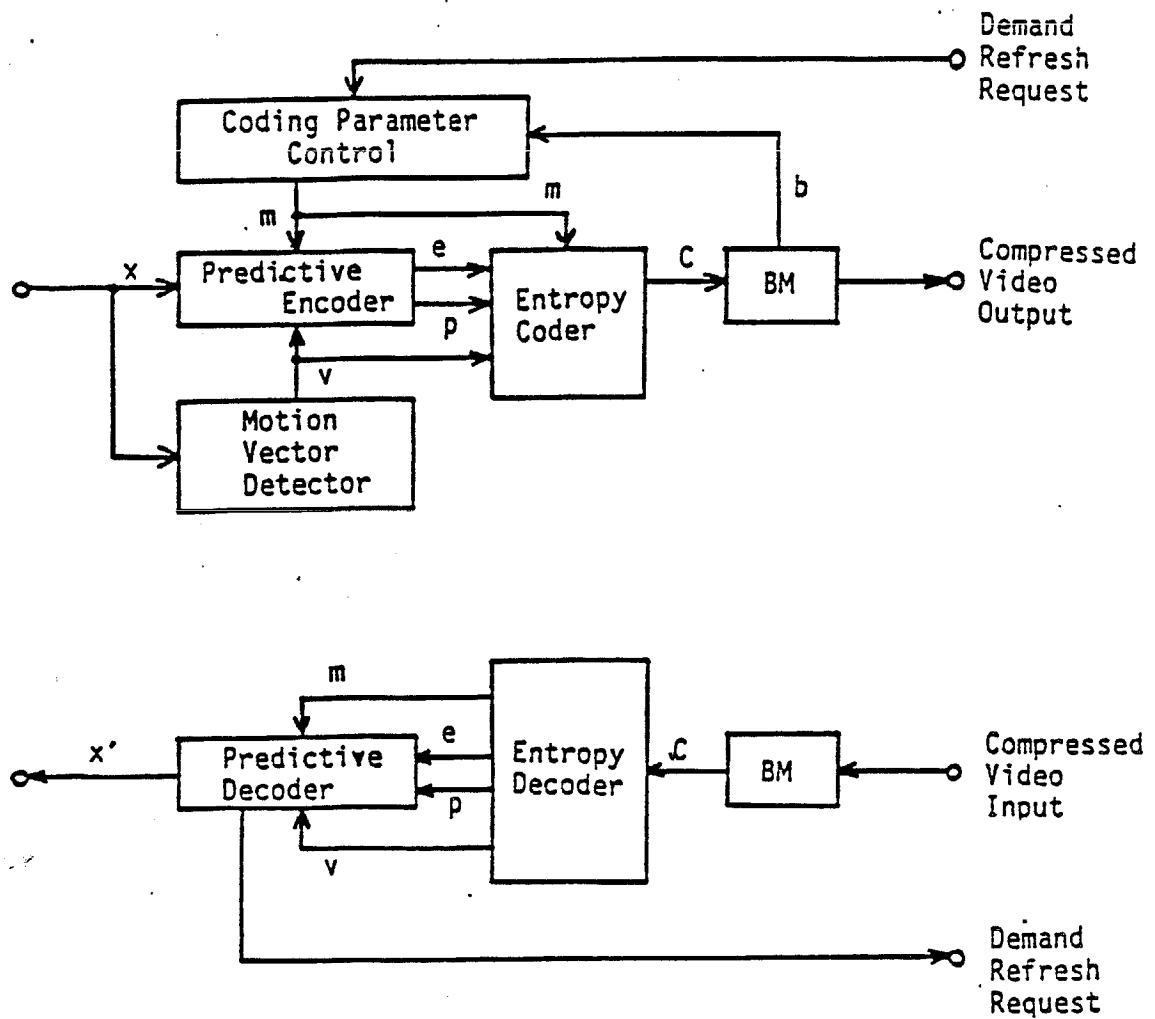 Demand
Refresh
Request
Coding Parameter
Control
b
m
m
Predictive
Encoder
x
e
p
v
Entropy
Coder
C
BM
Compressed
Video
Output
Motion
Vector
Detector
m
Predictive
Decoder
x′
e
p
v
Entropy
Decoder
C
BM
Compressed
Video
Input
Demand
Refresh
Request